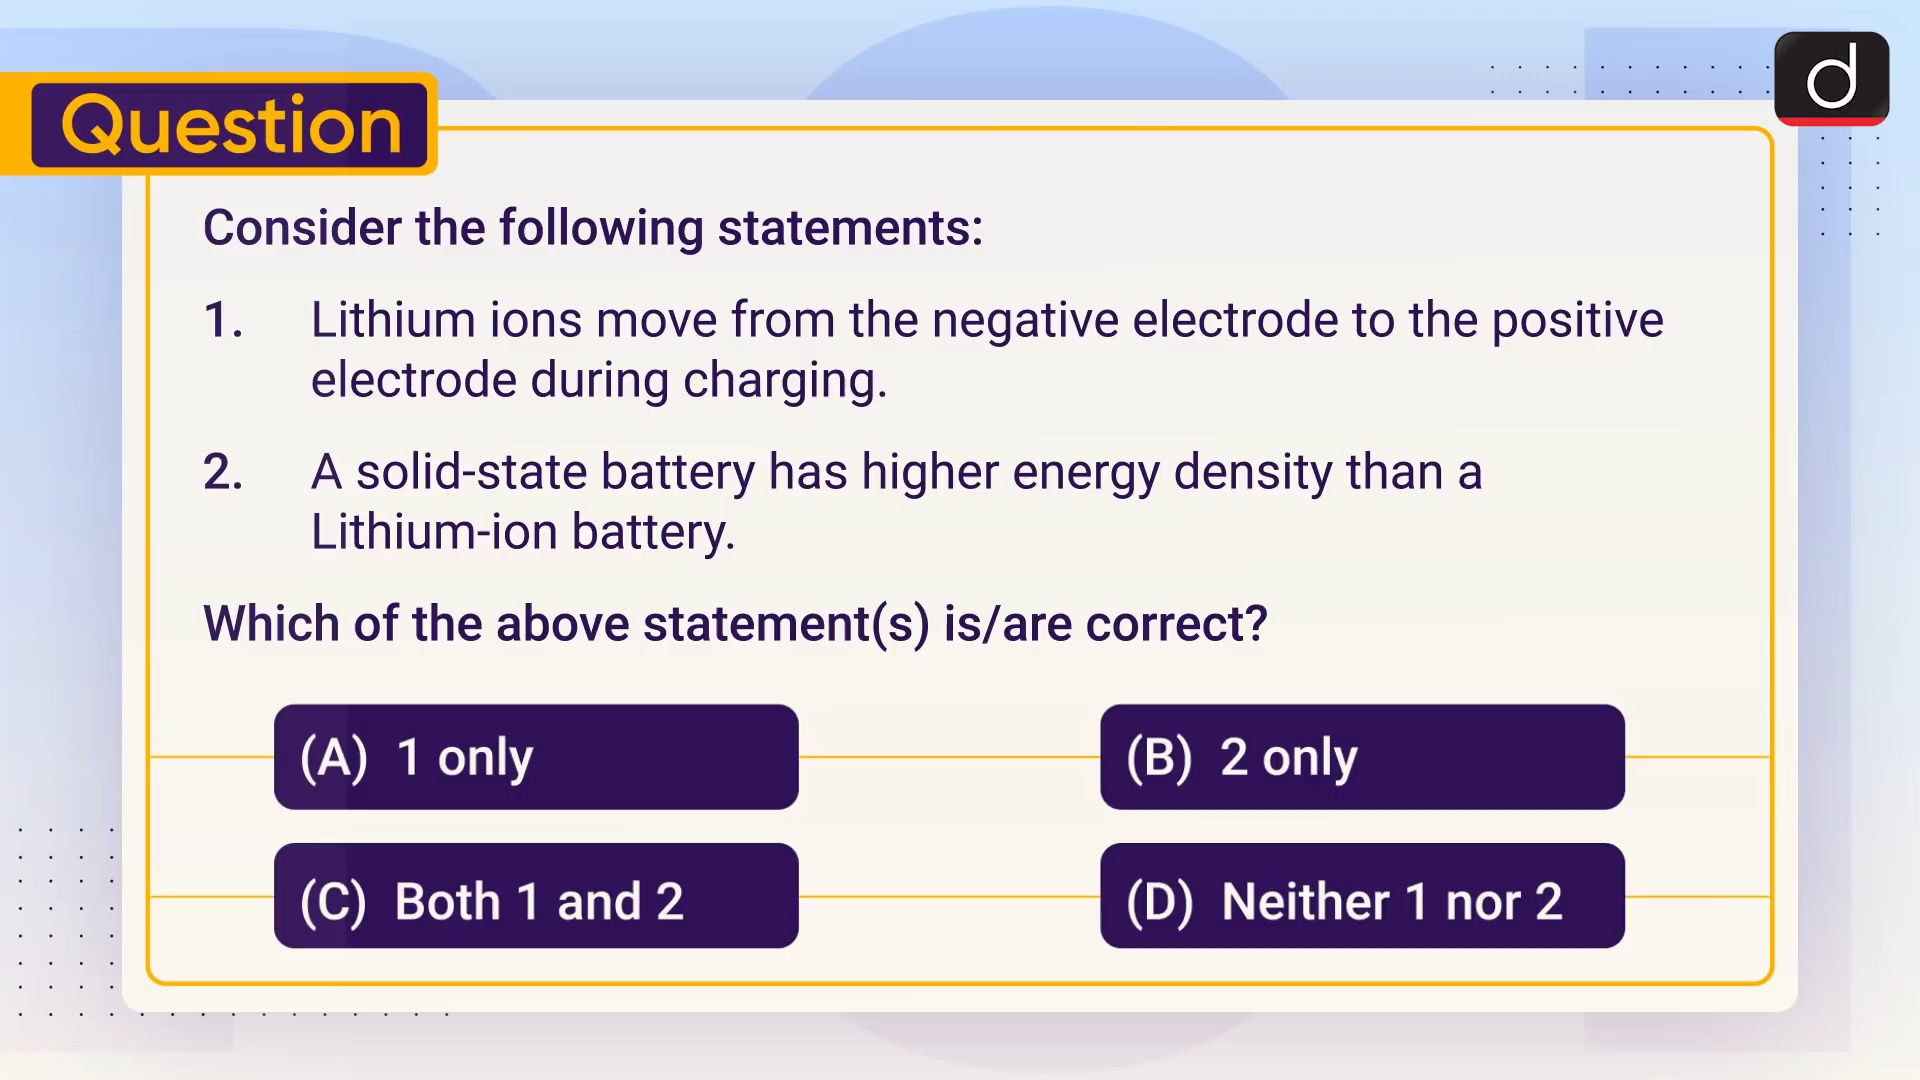 Question
Consider the following statements:
1. Lithium ions move from the negative electrode to the positive
electrode during charging.
2. A solid-state battery has higher energy density than a
Lithium-ion battery.
Which of the above statement(s) is/are correct?
(A) 1 only
(B) 2 only
(C) Both 1 and 2
(D) Neither 1 nor 2
d